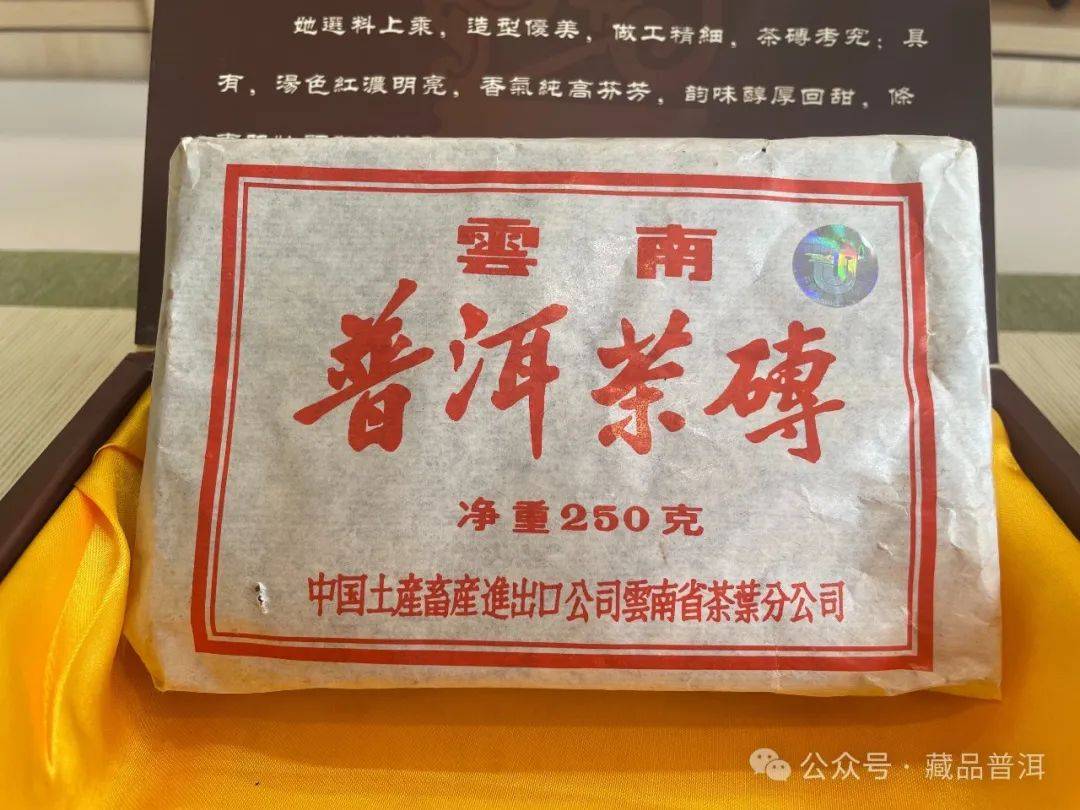 她選料上乘，造型優美，做工精細，茶磚考究；具
有，湯色紅濃明亮，香氣純高芬芳，韵味醇厚回甜，條
雲南
普洱茶磚
净重250克
中国土產畜產進出口公司雲南省茶葉分公司
公众号·藏品普洱